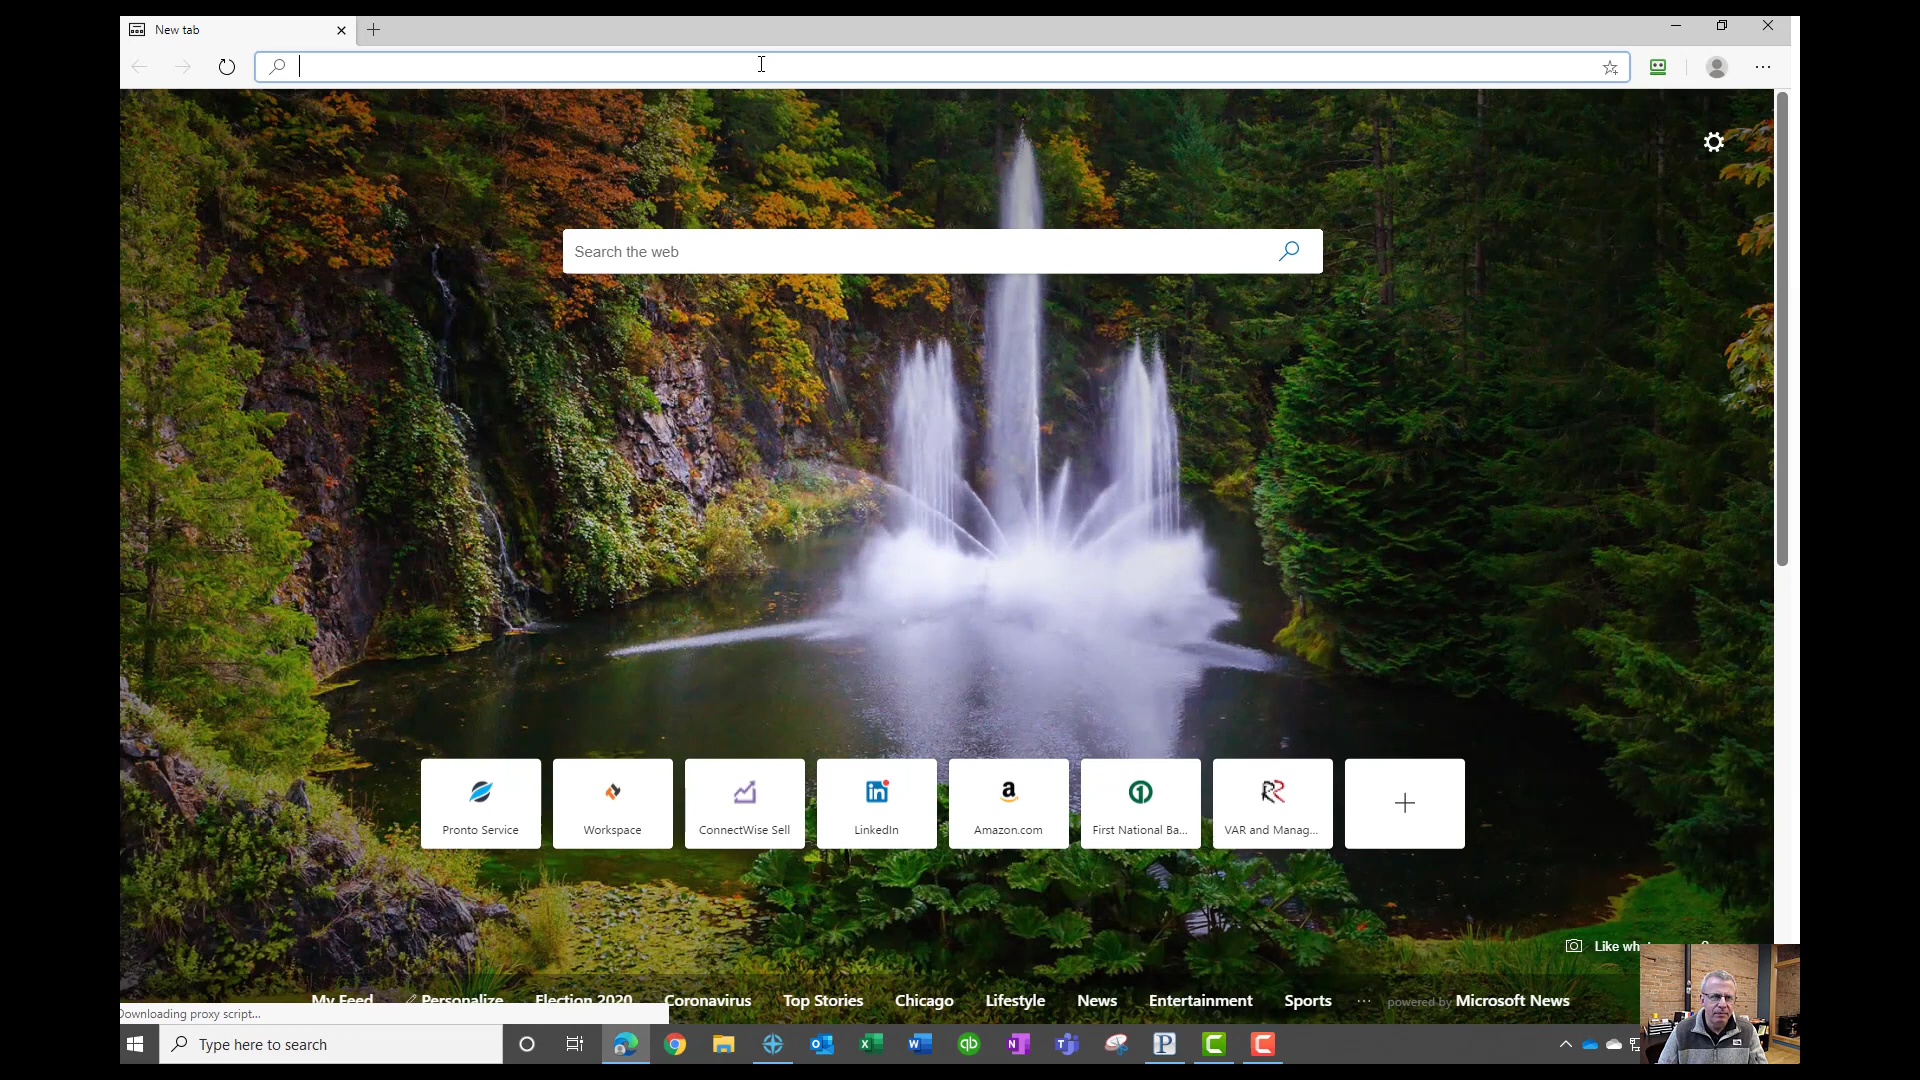 New tab
Search the web
Pronto Service
Workspace
ConnectWise Sell
LinkedIn
Amazon.com
First National Ba...
VAR and Manag...
Like
My Feed
Personalize
Election 2020
Coronavirus
Top Stories
Chicago
Lifestyle
News
Entertainment
Sports
powered by Microsoft News
Downloading proxy script...
Type here to search